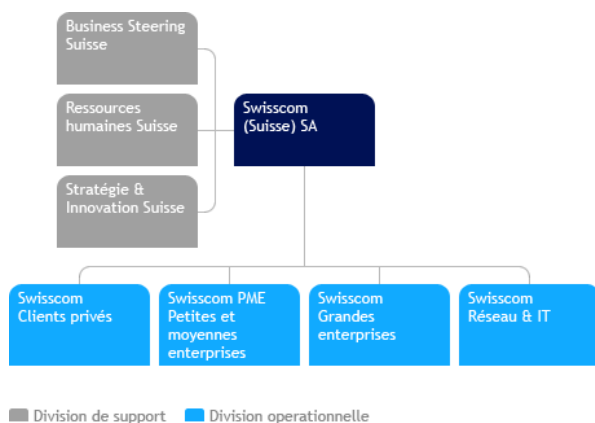 Business Steering
Suisse
Ressources
humaines Suisse
Swisscom
(Suisse) SA
Stratégie &
Innovation Suisse
Swisscom
Clients privés
Swisscom PME
Petites et
moyennes
enterprises
Swisscom
Grandes
enterprises
Swisscom
Réseau & IT
Division de support
Division operationnelle